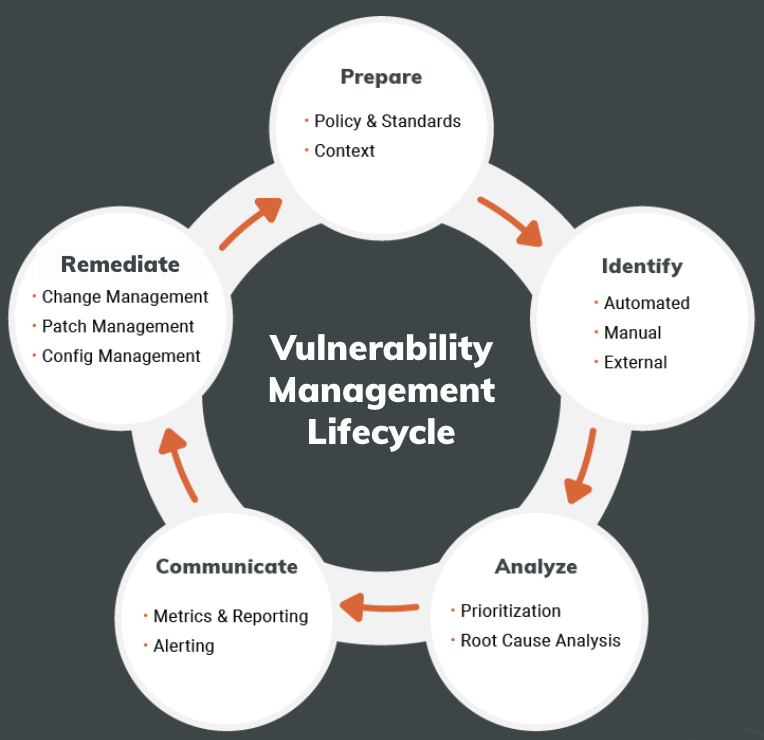 Prepare
• Policy & Standards
• Context
Identify
• Automated
• Manual
• External
Analyze
• Prioritization
• Root Cause Analysis
Communicate
• Metrics & Reporting
• Alerting
Remediate
• Change Management
• Patch Management
• Config Management
Vulnerability
Management
Lifecycle